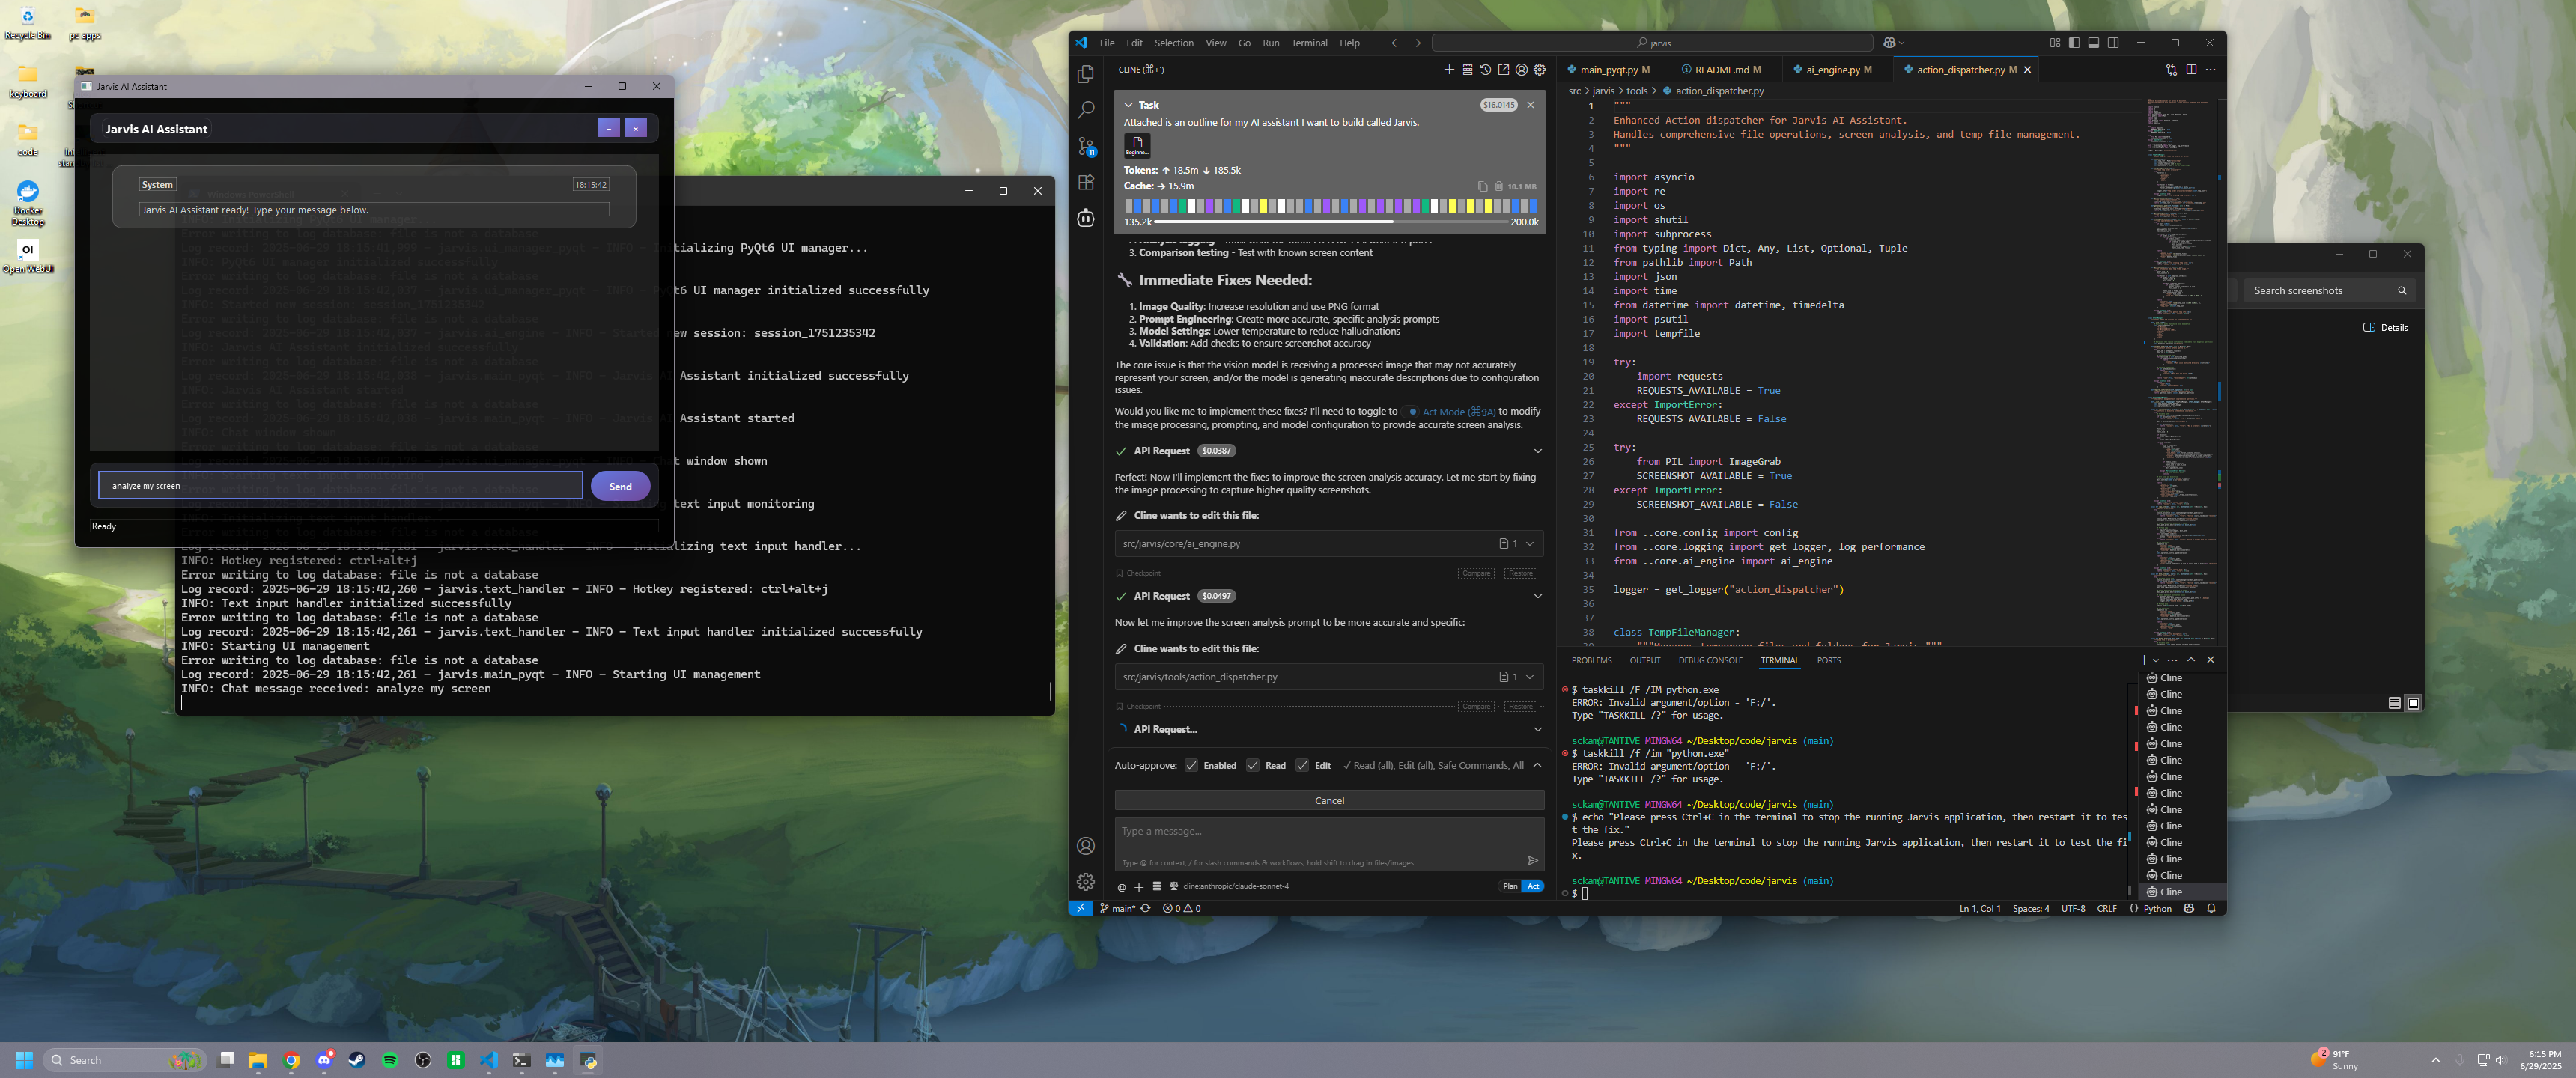 Recycle Bin
pc apps
keyboard
code
Docker
Desktop
OI
Open WebUI
Jarvis AI Assistant
Jarvis AI Assistant
System
18:15:42
Jarvis AI Assistant ready! Type your message below.
analyze my screen
Send
Ready
Windows PowerShell
PyQt6 UI manager...
6 UI manager initialized successfully
new session: session_1751235342
Assistant initialized successfully
Assistant started
window shown
text input monitoring
initializing text input handler...
INFO: Hotkey registered: ctrl+alt+j
Error writing to log database: file is not a database
Log record: 2025-06-29 18:15:42,260 - jarvis.text_handler - INFO - Hotkey registered: ctrl+alt+j
INFO: Text input handler initialized successfully
Error writing to log database: file is not a database
Log record: 2025-06-29 18:15:42,261 - jarvis.text_handler - INFO - Text input handler initialized successfully
INFO: Starting UI management
Error writing to log database: file is not a database
Log record: 2025-06-29 18:15:42,261 - jarvis.main_pyqt - INFO - Starting UI management
INFO: Chat message received: analyze my screen
File Edit Selection View Go Run Terminal Help
jarvis
CLINE (⌘+')
Task
$16.0145
Attached is an outline for my AI assistant I want to build called Jarvis.
Beginne...
Tokens: ↑ 18.5m ↓ 185.5k
Cache: → 15.9m
10.1 MB
135.2k
200.0k
3. Comparison testing - Test with known screen content
🔧 Immediate Fixes Needed:
1. Image Quality: Increase resolution and use PNG format
2. Prompt Engineering: Create more accurate, specific analysis prompts
3. Model Settings: Lower temperature to reduce hallucinations
4. Validation: Add checks to ensure screenshot accuracy
The core issue is that the vision model is receiving a processed image that may not accurately
represent your screen, and/or the model is generating inaccurate descriptions due to configuration
issues.
Would you like me to implement these fixes? I'll need to toggle to Act Mode (⌘⇧A) to modify
the image processing, prompting, and model configuration to provide accurate screen analysis.
API Request $0.0387
Perfect! Now I'll implement the fixes to improve the screen analysis accuracy. Let me start by fixing
the image processing to capture higher quality screenshots.
Cline wants to edit this file:
src/jarvis/core/ai_engine.py
1
Checkpoint
Compare
Restore
API Request $0.0497
Now let me improve the screen analysis prompt to be more accurate and specific:
Cline wants to edit this file:
src/jarvis/tools/action_dispatcher.py
1
Checkpoint
Compare
Restore
API Request...
Auto-approve: Enabled Read Edit ✓ Read (all), Edit (all), Safe Commands, All
Cancel
Type a message...
Type @ for context, / for slash commands & workflows, hold shift to drag in files/images
cline:anthropic/claude-sonnet-4
Plan Act
main_pyqt.py M
README.md M
ai_engine.py M
action_dispatcher.py M
src > jarvis > tools > action_dispatcher.py
1 """
2 Enhanced Action dispatcher for Jarvis AI Assistant.
3 Handles comprehensive file operations, screen analysis, and temp file management.
4 """
5
6 import asyncio
7 import re
8 import os
9 import shutil
10 import subprocess
11 from typing import Dict, Any, List, Optional, Tuple
12 from pathlib import Path
13 import json
14 import time
15 from datetime import datetime, timedelta
16 import psutil
17 import tempfile
18
19 try:
20 import requests
21 REQUESTS_AVAILABLE = True
22 except ImportError:
23 REQUESTS_AVAILABLE = False
24
25 try:
26 from PIL import ImageGrab
27 SCREENSHOT_AVAILABLE = True
28 except ImportError:
29 SCREENSHOT_AVAILABLE = False
30
31 from ..core.config import config
32 from ..core.logging import get_logger, log_performance
33 from ..core.ai_engine import ai_engine
34
35 logger = get_logger("action_dispatcher")
36
37
38 class TempFileManager:
PROBLEMS OUTPUT DEBUG CONSOLE TERMINAL PORTS
$ taskkill /F /IM python.exe
ERROR: Invalid argument/option - 'F:/'.
Type "TASKKILL /?" for usage.
sckam@TANTIVE MINGW64 ~/Desktop/code/jarvis (main)
$ taskkill /f /im "python.exe"
ERROR: Invalid argument/option - 'F:/'.
Type "TASKKILL /?" for usage.
sckam@TANTIVE MINGW64 ~/Desktop/code/jarvis (main)
$ echo "Please press Ctrl+C in the terminal to stop the running Jarvis application, then restart it to tes
t the fix."
Please press Ctrl+C in the terminal to stop the running Jarvis application, then restart it to test the fi
x.
sckam@TANTIVE MINGW64 ~/Desktop/code/jarvis (main)
$
Cline
Cline
Cline
Cline
Cline
Cline
Cline
Cline
Cline
Cline
Cline
Cline
Cline
Cline
main* 0 0
Ln 1, Col 1 Spaces: 4 UTF-8 CRLF {} Python
Search screenshots
Details
Search
2
91°F
Sunny
6:15 PM
6/29/2025